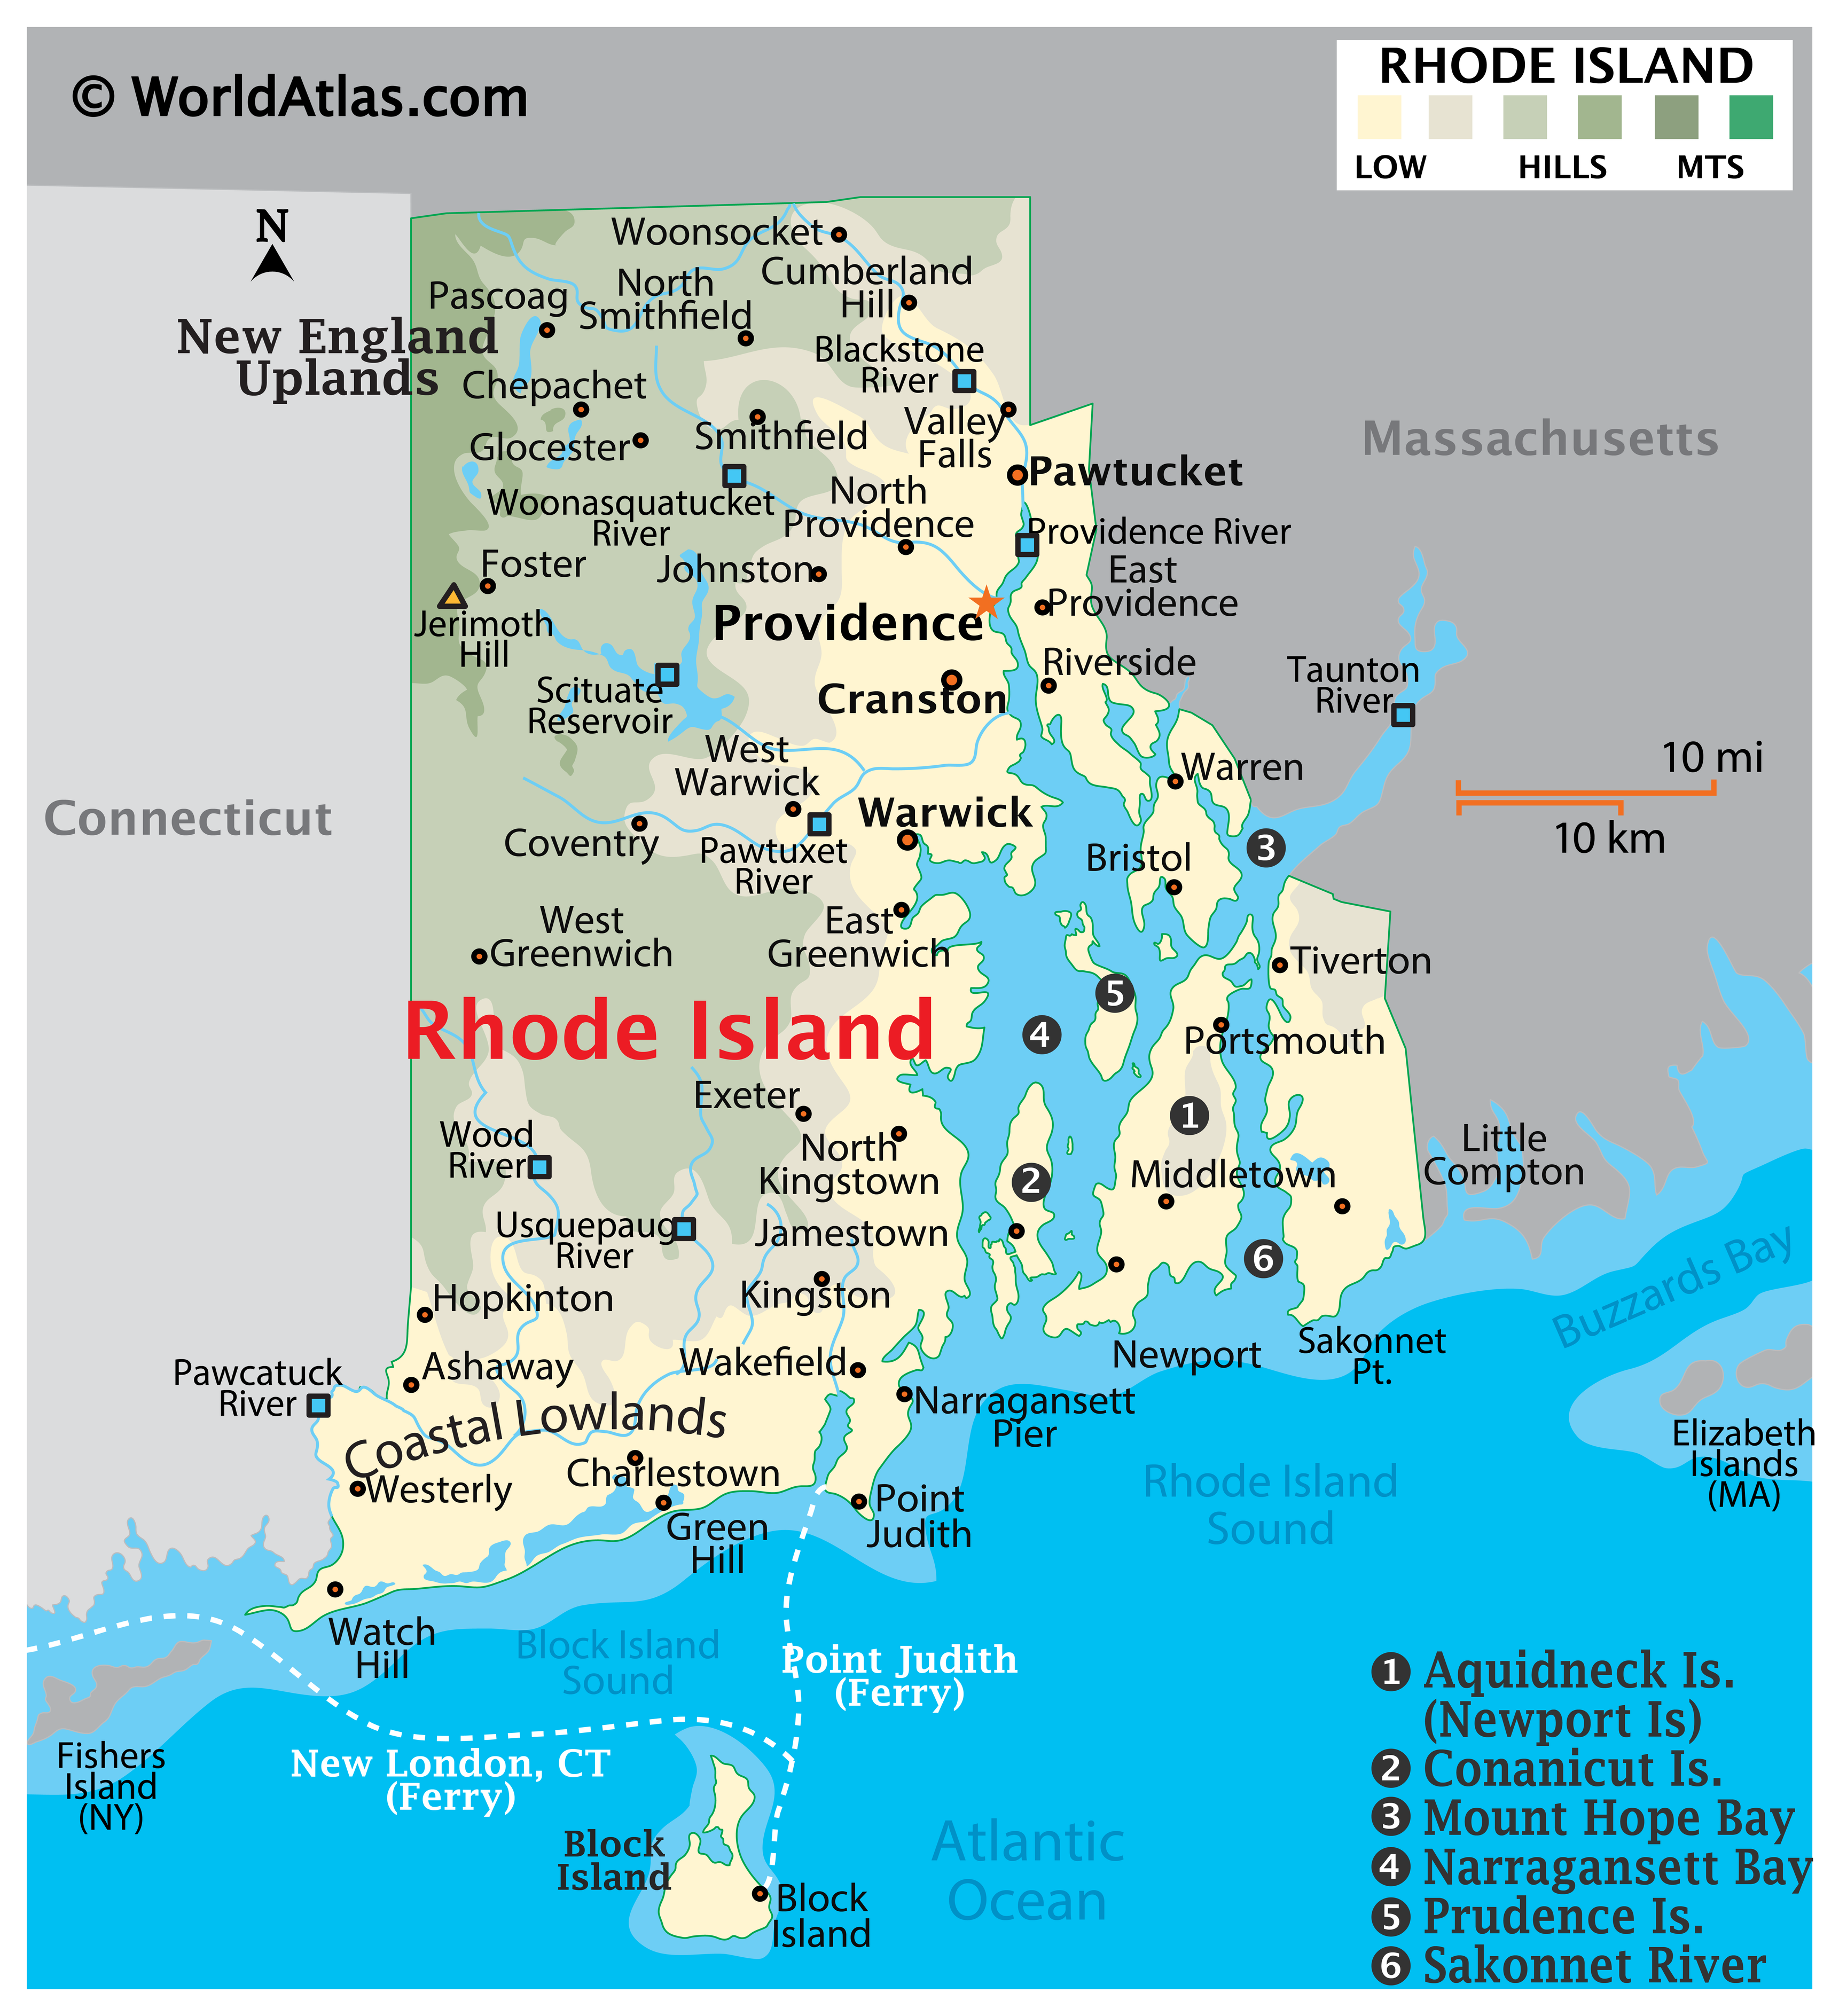 © WorldAtlas.com
RHODE ISLAND
LOW
HILLS
MTS
N
Woonsocket
Cumberland
Hill
North
Smithfield
Pascoag
New England
Uplands
Blackstone
River
Chepachet
Smithfield
Valley
Falls
Glocester
Massachusetts
Pawtucket
Woonasquatucket
River
North
Providence
Providence River
Foster
Johnston
East
Providence
Jerimoth
Hill
Providence
Riverside
Taunton
River
Scituate
Reservoir
Cranston
West
Warwick
Warren
10 mi
10 km
Connecticut
Warwick
Coventry
Pawtuxet
River
Bristol
3
West
Greenwich
East
Greenwich
Tiverton
5
Rhode Island
4
Portsmouth
Exeter
1
Wood
River
North
Kingstown
Little
Compton
2
Middletown
Usquepaug
River
Jamestown
6
Kingston
Hopkinton
Buzzards Bay
Newport
Sakonnet
Pt.
Pawcatuck
River
Ashaway
Wakefield
Narragansett
Pier
Coastal Lowlands
Elizabeth
Islands
(MA)
Westerly
Charlestown
Rhode Island
Sound
Point
Judith
Green
Hill
Watch
Hill
Block Island
Sound
Point Judith
(Ferry)
Fishers
Island
(NY)
New London, CT
(Ferry)
Block
Island
Block
Island
Atlantic
Ocean
1 Aquidneck Is.
(Newport Is)
2 Conanicut Is.
3 Mount Hope Bay
4 Narragansett Bay
5 Prudence Is.
6 Sakonnet River